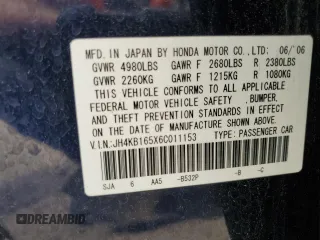 MFD. IN JAPAN BY HONDA MOTOR CO.,LTD. 06/'06
GVWR 4980LBS GAWR F 2680LBS R 2380LBS
GVWR 2260KG GAWR F 1215KG R 1080KG
THIS VEHICLE CONFORMS TO ALL APPLICABLE
FEDERAL MOTOR VEHICLE SAFETY ,BUMPER,
AND THEFT PREVENTION STANDARDS IN EFFECT
ON THE DATE OF MANUFACTURE SHOWN ABOVE.
V.I.N.:JH4KB165X6C011153 TYPE: PASSENGER CAR
SJA 6 AA5 -B532P -B -C
AUTOBIDMASTER